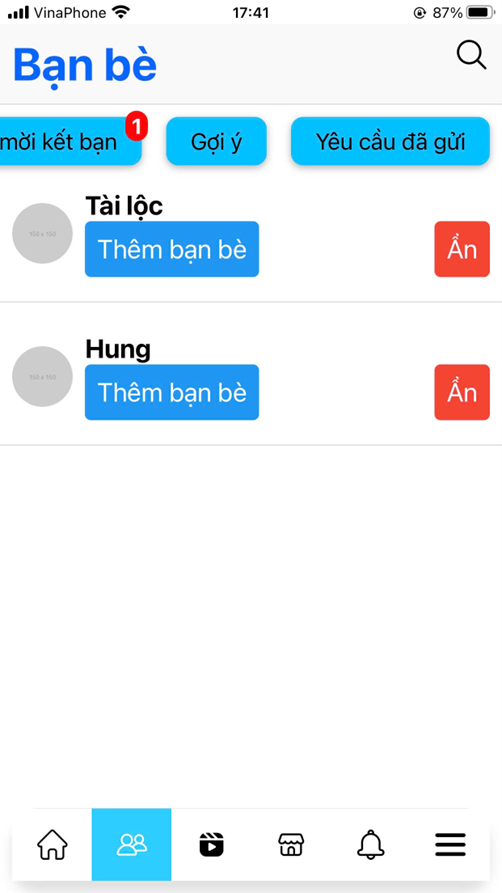 VinaPhone 17:41 87%
Bạn bè
mời kết bạn 1 Gợi ý Yêu cầu đã gửi
Tài lộc
150 x 150 Thêm bạn bè Ẩn
Hung
150 x 150 Thêm bạn bè Ẩn